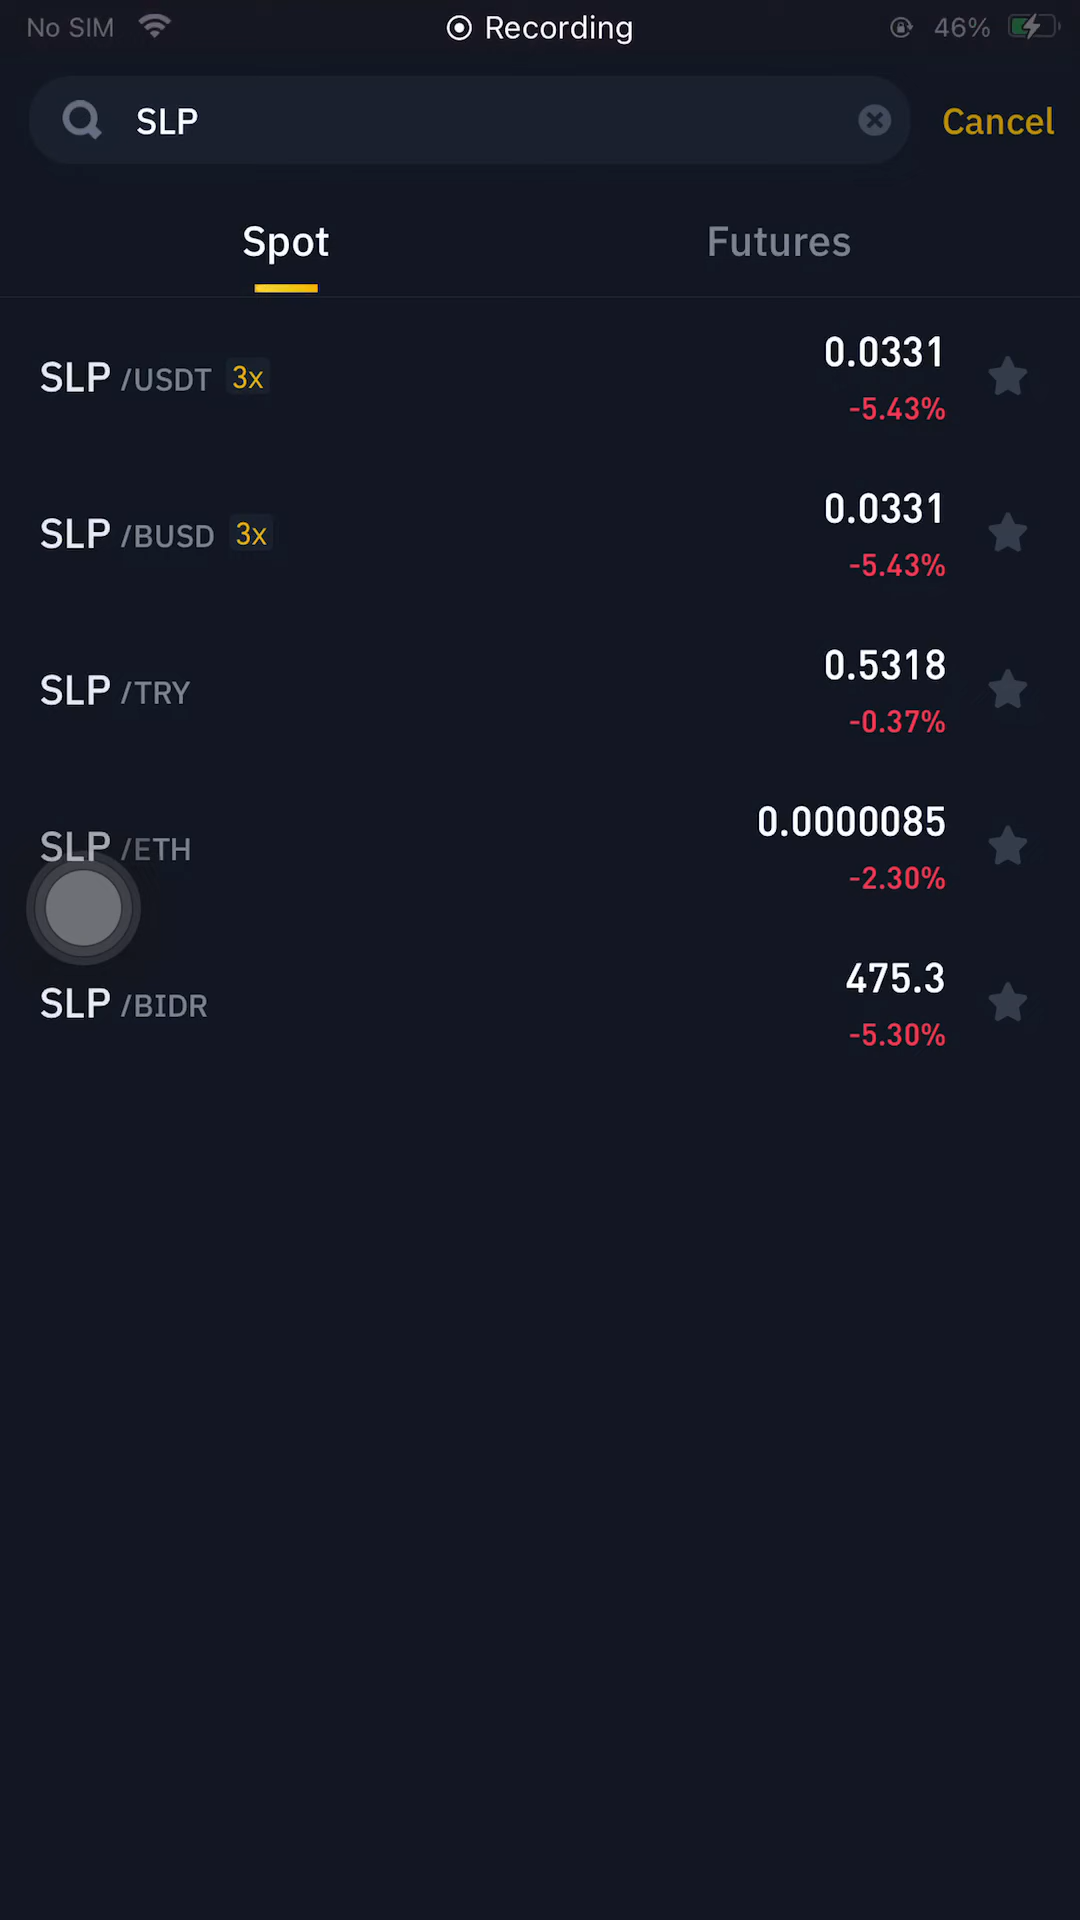 No SIM Recording 46%
SLP Cancel
Spot Futures
SLP /USDT 3x 0.0331
-5.43%
SLP /BUSD 3x 0.0331
-5.43%
SLP /TRY 0.5318
-0.37%
SLP /ETH 0.0000085
-2.30%
SLP /BIDR 475.3
-5.30%